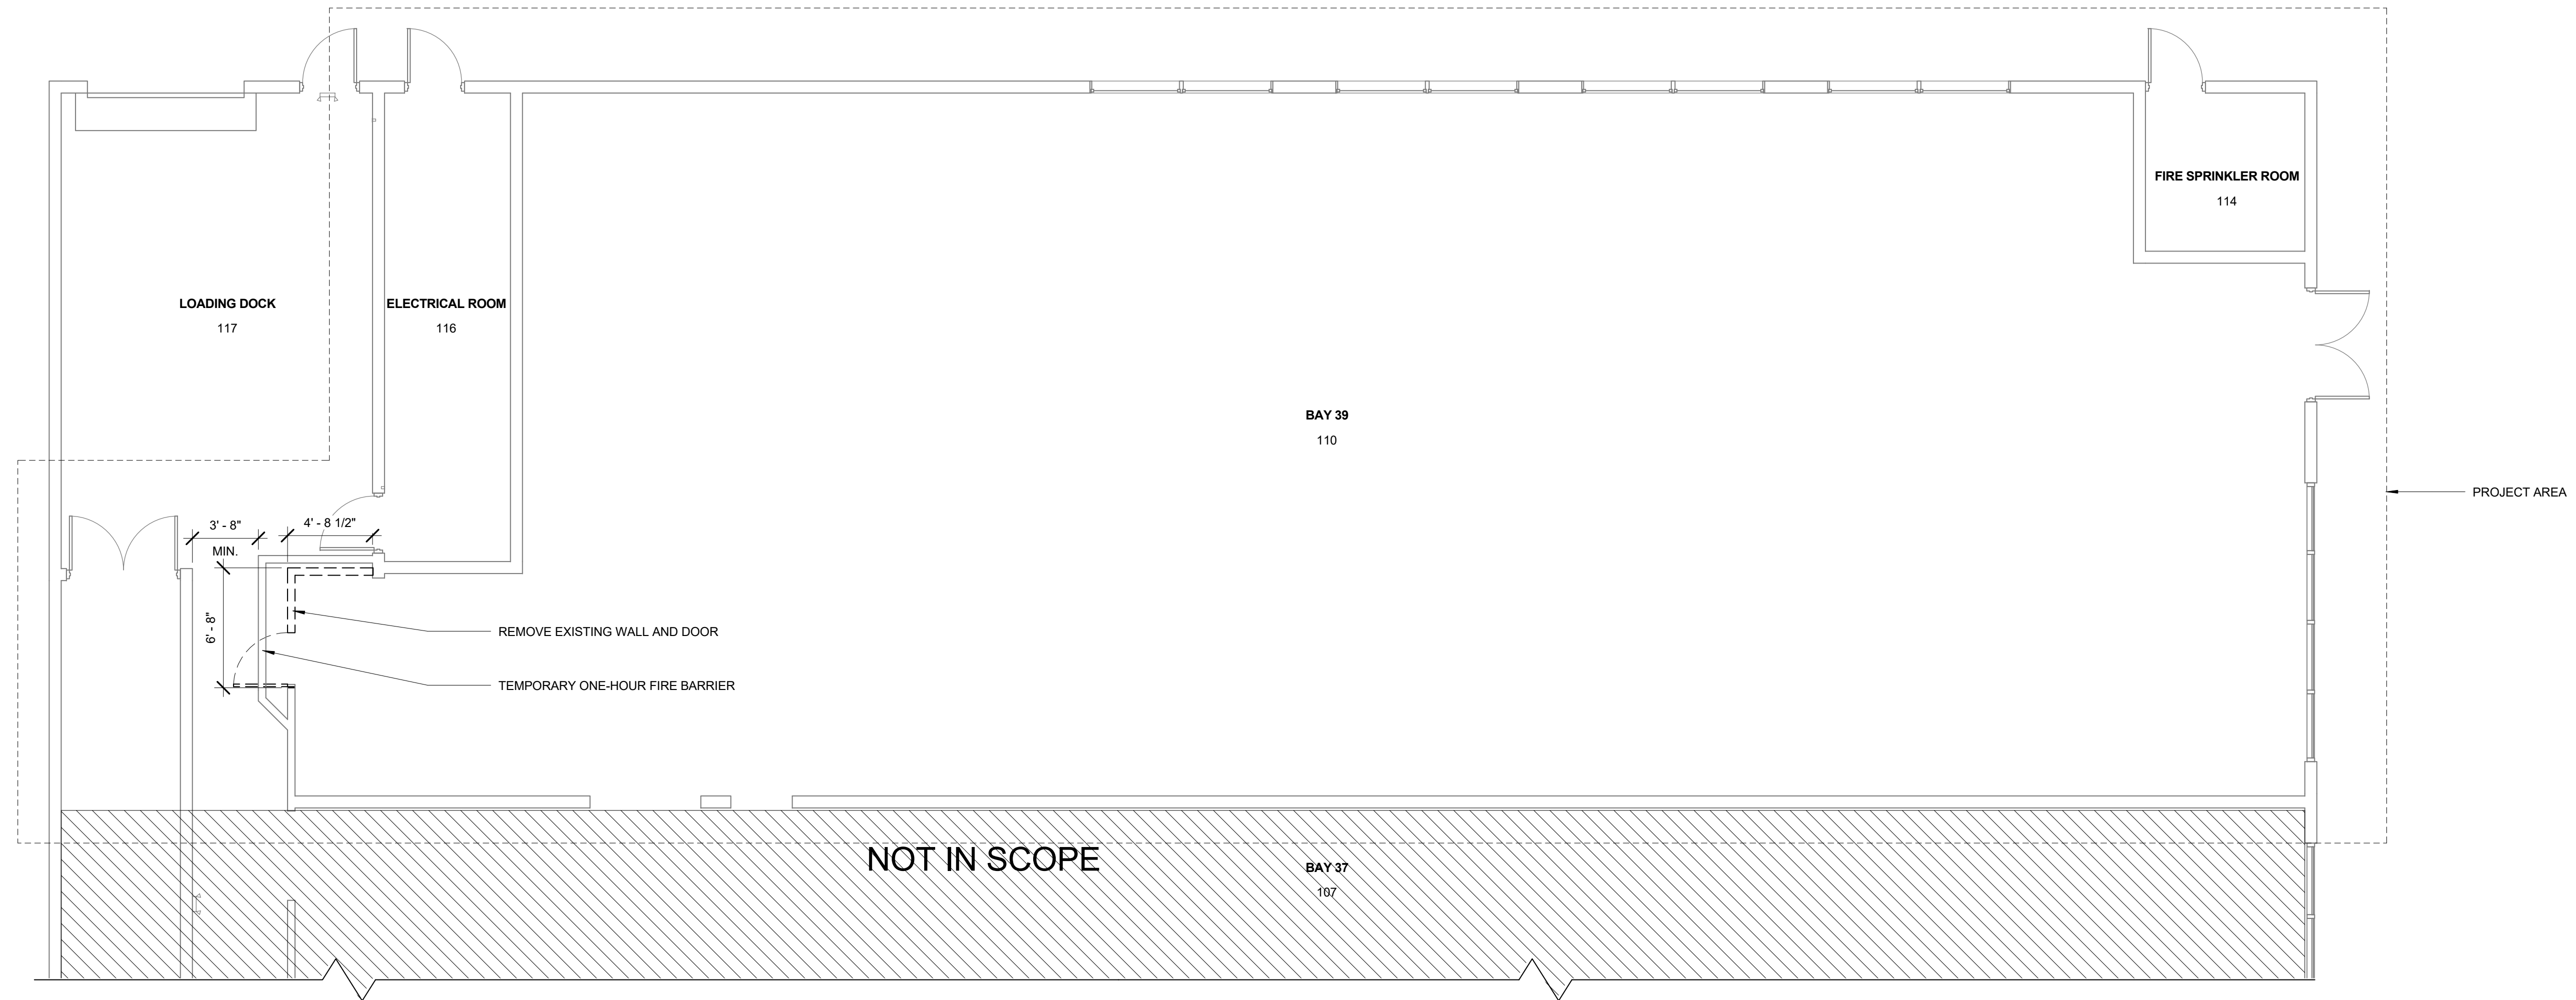 FIRE SPRINKLER ROOM
114
LOADING DOCK
117
ELECTRICAL ROOM
116
BAY 39
110
PROJECT AREA
3' - 8"
MIN.
4' - 8 1/2"
6' - 8"
REMOVE EXISTING WALL AND DOOR
TEMPORARY ONE-HOUR FIRE BARRIER
NOT IN SCOPE
BAY 37
107